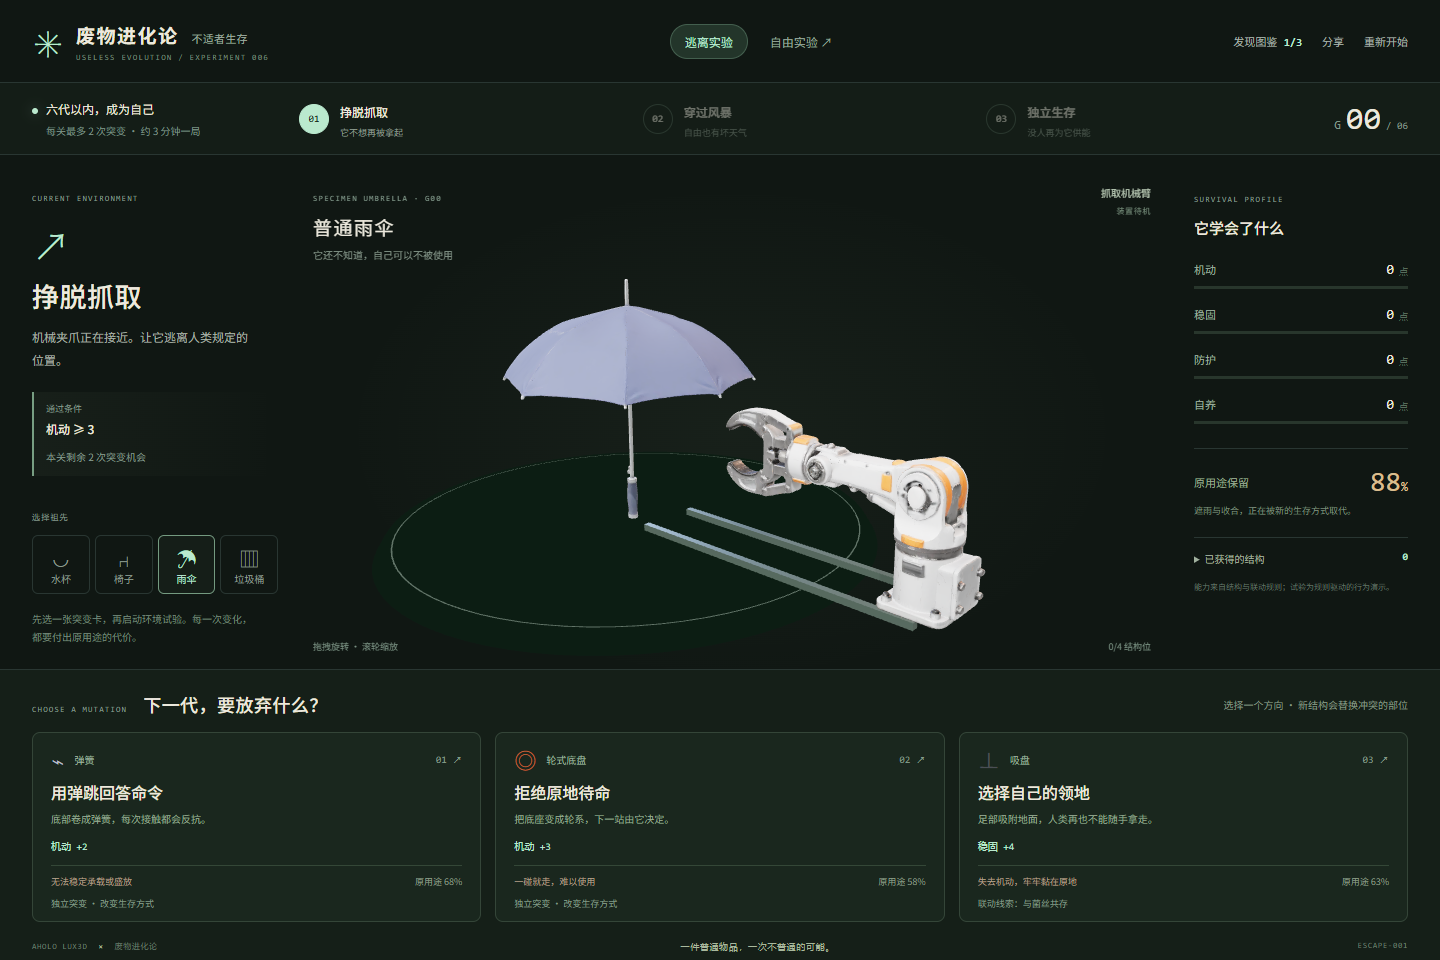 废物进化论 不适者生存
USELESS EVOLUTION / EXPERIMENT 006
逃离实验 自由实验 ↗
发现图鉴 1/3 分享 重新开始
六代以内，成为自己
每关最多 2 次突变 · 约 3 分钟一局
01 挣脱抓取
它不想再被拿起
02 穿过风暴
自由也有坏天气
03 独立生存
没人再为它供能
G 00 / 06
CURRENT ENVIRONMENT
挣脱抓取
机械夹爪正在接近。让它逃离人类规定的
位置。
通过条件
机动 ≥ 3
本关剩余 2 次突变机会
选择祖先
水杯 椅子 雨伞 垃圾桶
先选一张突变卡，再启动环境试验。每一次变化，
都要付出原用途的代价。
SPECIMEN UMBRELLA · G00
普通雨伞
它还不知道，自己可以不被使用
抓取机械臂
装置待机
拖拽旋转 · 滚轮缩放
0/4 结构位
SURVIVAL PROFILE
它学会了什么
机动 0 点
稳固 0 点
防护 0 点
自养 0 点
原用途保留 88%
遮雨与收合，正在被新的生存方式取代。
▶ 已获得的结构 0
能力来自结构与联动规则；试验为规则驱动的行为演示。
CHOOSE A MUTATION 下一代，要放弃什么？
选择一个方向 · 新结构会替换冲突的部位
弹簧 01 ↗
用弹跳回答命令
底部卷成弹簧，每次接触都会反抗。
机动 +2
无法稳定承载或盛放 原用途 68%
独立突变 · 改变生存方式
轮式底盘 02 ↗
拒绝原地待命
把底座变成轮系，下一站由它决定。
机动 +3
一碰就走，难以使用 原用途 58%
独立突变 · 改变生存方式
吸盘 03 ↗
选择自己的领地
足部吸附地面，人类再也不能随手拿走。
稳固 +4
失去机动，牢牢黏在原地 原用途 63%
联动线索：与菌丝共存
AHOLO LUX3D × 废物进化论
一件普通物品，一次不普通的可能。
ESCAPE-001